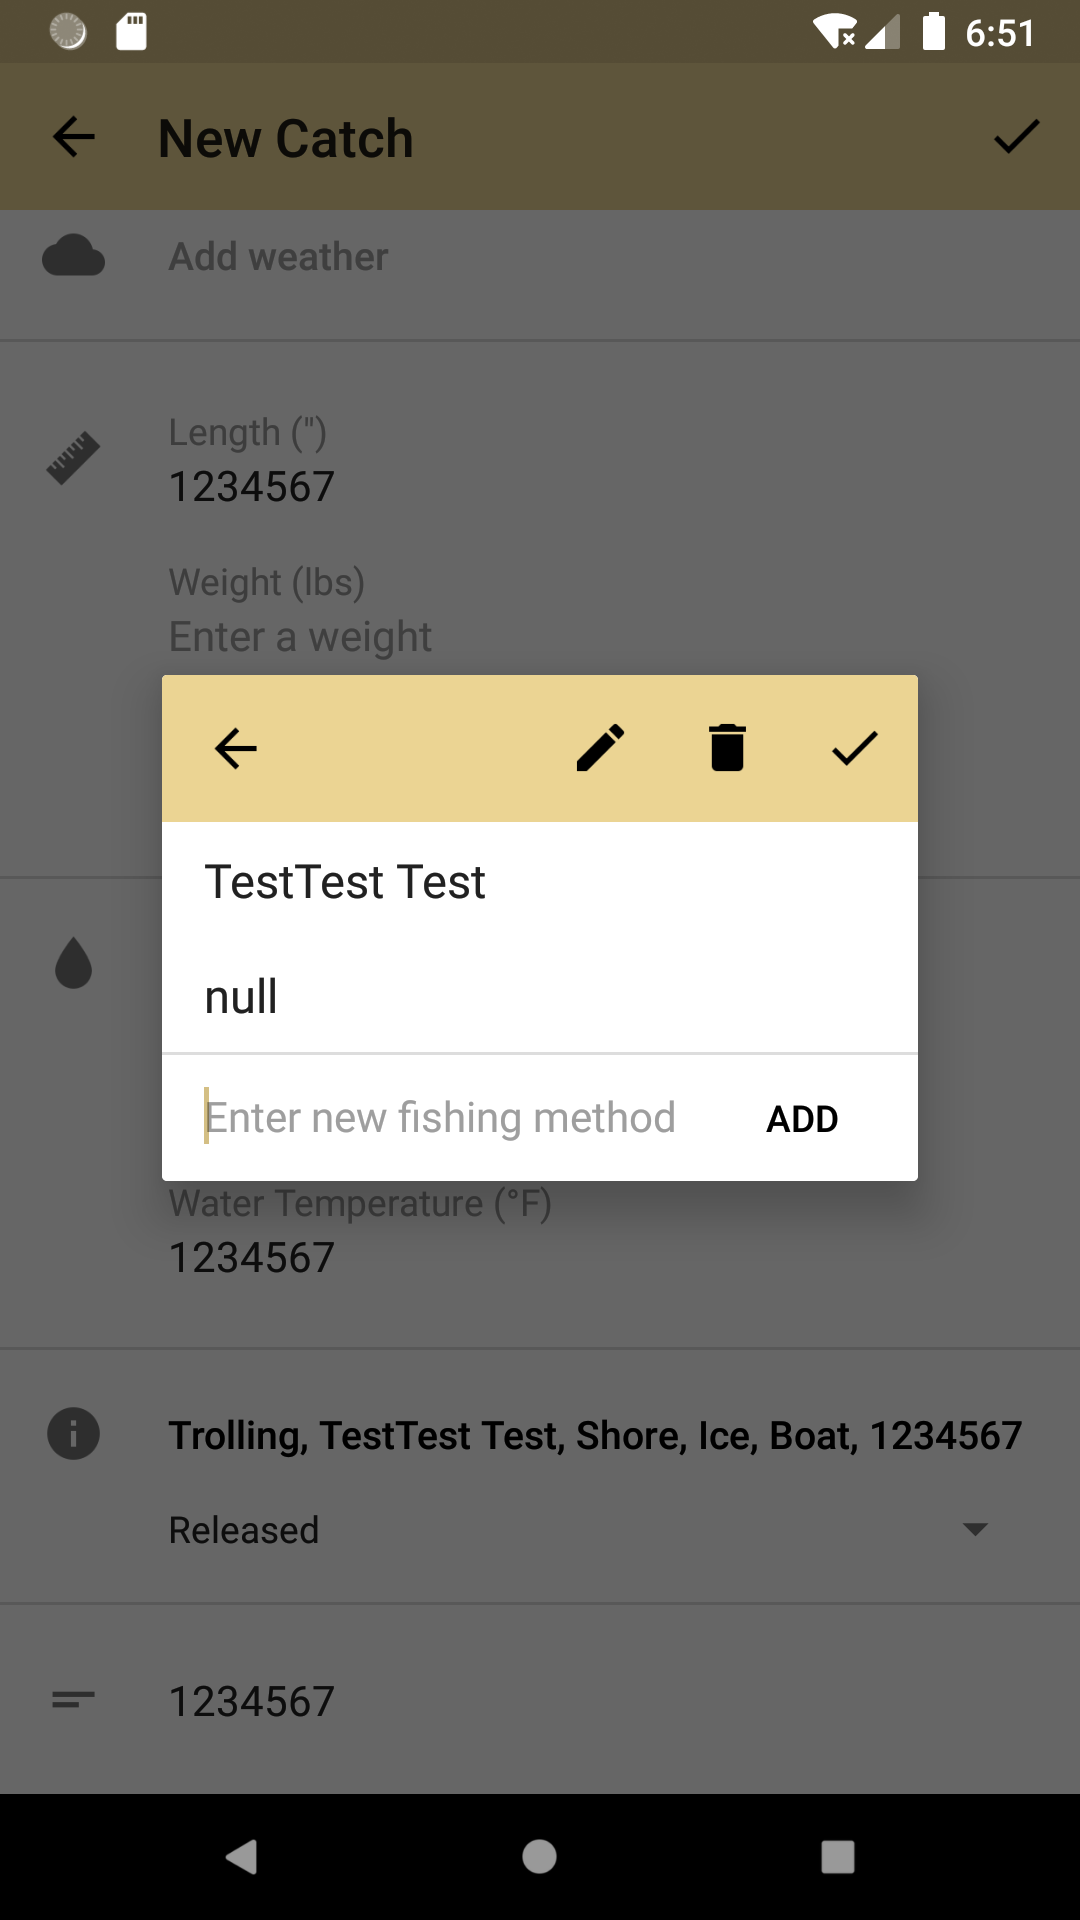 6:51
New Catch
Add weather
Length (")
1234567
Weight (lbs)
Enter a weight
TestTest Test
null
Enter new fishing method
ADD
Water Temperature (°F)
1234567
Trolling, TestTest Test, Shore, Ice, Boat, 1234567
Released
1234567